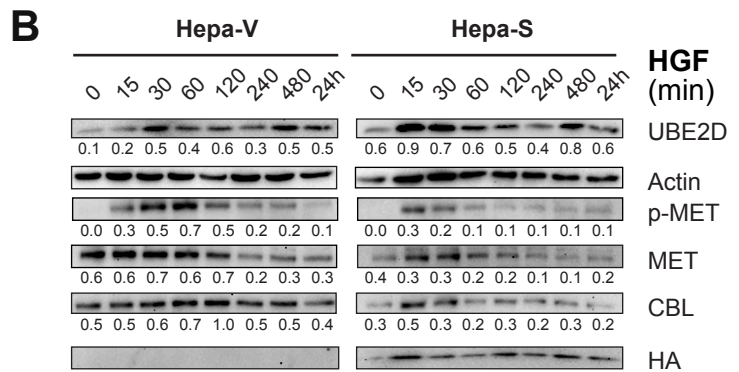 B
Hepa-V Hepa-S
0 15 30 60 120 240 480 24h 0 15 30 60 120 240 480 24h HGF
(min)
UBE2D
0.1 0.2 0.5 0.4 0.6 0.3 0.5 0.5 0.6 0.9 0.7 0.6 0.5 0.4 0.8 0.6
Actin
p-MET
0.0 0.3 0.5 0.7 0.5 0.2 0.2 0.1 0.0 0.3 0.2 0.1 0.1 0.1 0.1 0.1
MET
0.6 0.6 0.7 0.6 0.7 0.2 0.3 0.3 0.4 0.3 0.3 0.2 0.2 0.1 0.1 0.2
CBL
0.5 0.5 0.6 0.7 1.0 0.5 0.5 0.4 0.3 0.5 0.3 0.2 0.3 0.2 0.3 0.2
HA